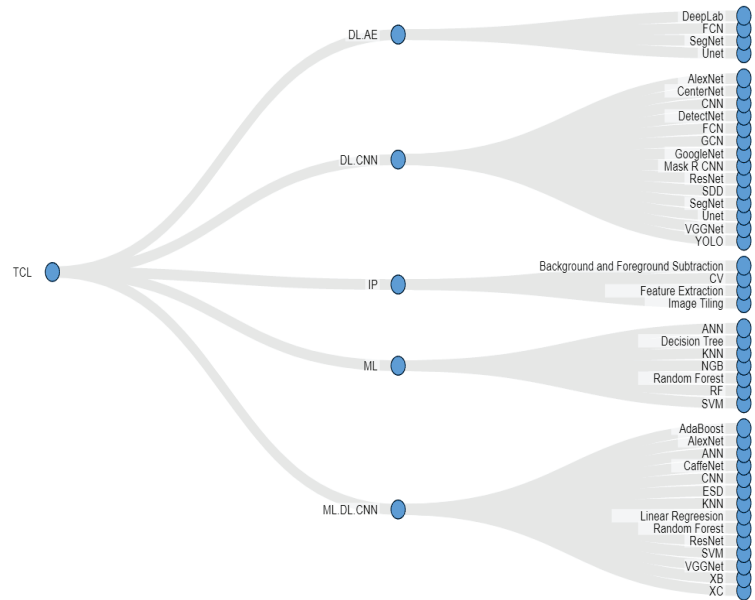 TCL
DL.AE
DeepLab
FCN
SegNet
Unet
DL.CNN
AlexNet
CenterNet
CNN
DetectNet
FCN
GCN
GoogleNet
Mask R CNN
ResNet
SDD
SegNet
Unet
VGGNet
YOLO
IP
Background and Foreground Subtraction
CV
Feature Extraction
Image Tiling
ML
ANN
Decision Tree
KNN
NGB
Random Forest
RF
SVM
ML.DL.CNN
AdaBoost
AlexNet
ANN
CaffeNet
CNN
ESD
KNN
Linear Regreesion
Random Forest
ResNet
SVM
VGGNet
XB
XC